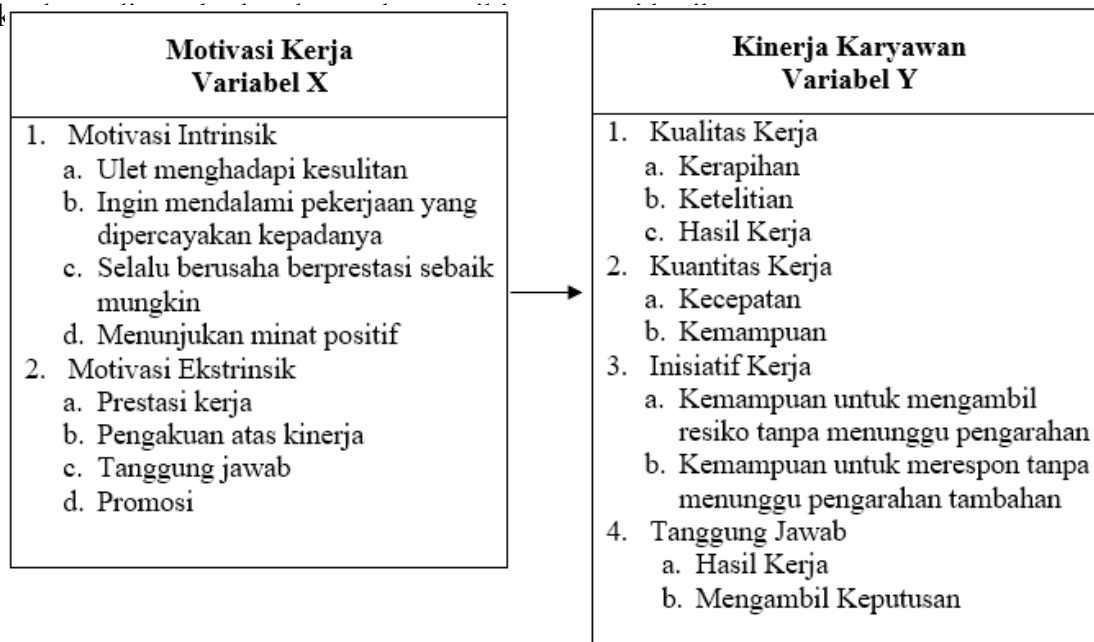 Motivasi Kerja
Variabel X
1. Motivasi Intrinsik
a. Ulet menghadapi kesulitan
b. Ingin mendalami pekerjaan yang
dipercayakan kepadanya
c. Selalu berusaha berprestasi sebaik
mungkin
d. Menunjukan minat positif
2. Motivasi Ekstrinsik
a. Prestasi kerja
b. Pengakuan atas kinerja
c. Tanggung jawab
d. Promosi
Kinerja Karyawan
Variabel Y
1. Kualitas Kerja
a. Kerapihan
b. Ketelitian
c. Hasil Kerja
2. Kuantitas Kerja
a. Kecepatan
b. Kemampuan
3. Inisiatif Kerja
a. Kemampuan untuk mengambil
resiko tanpa menunggu pengarahan
b. Kemampuan untuk merespon tanpa
menunggu pengarahan tambahan
4. Tanggung Jawab
a. Hasil Kerja
b. Mengambil Keputusan